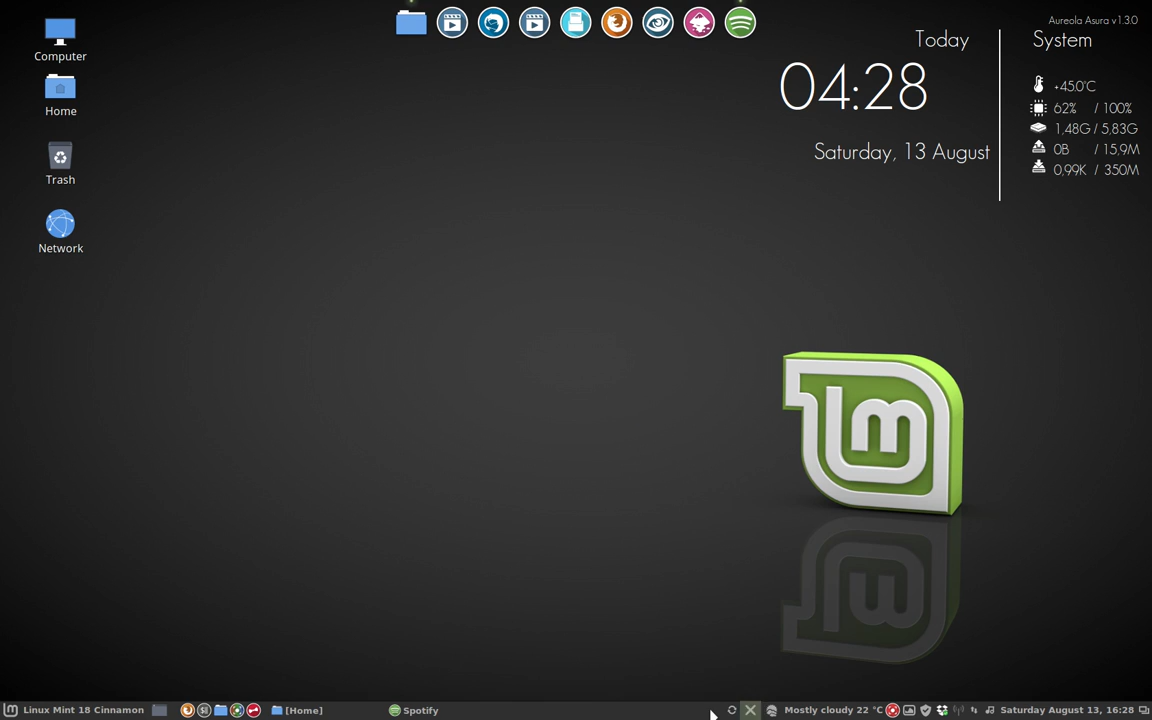 Computer
Home
Trash
Network
Aureola Asura v1.3.0
Today
04:28
Saturday, 13 August
System
+45.0°C
62% / 100%
1,48G / 5,83G
0B / 15,9M
0,99K / 350M
lm
Linux Mint 18 Cinnamon
[Home]
Spotify
Mostly cloudy 22 °C
Saturday August 13, 16:28